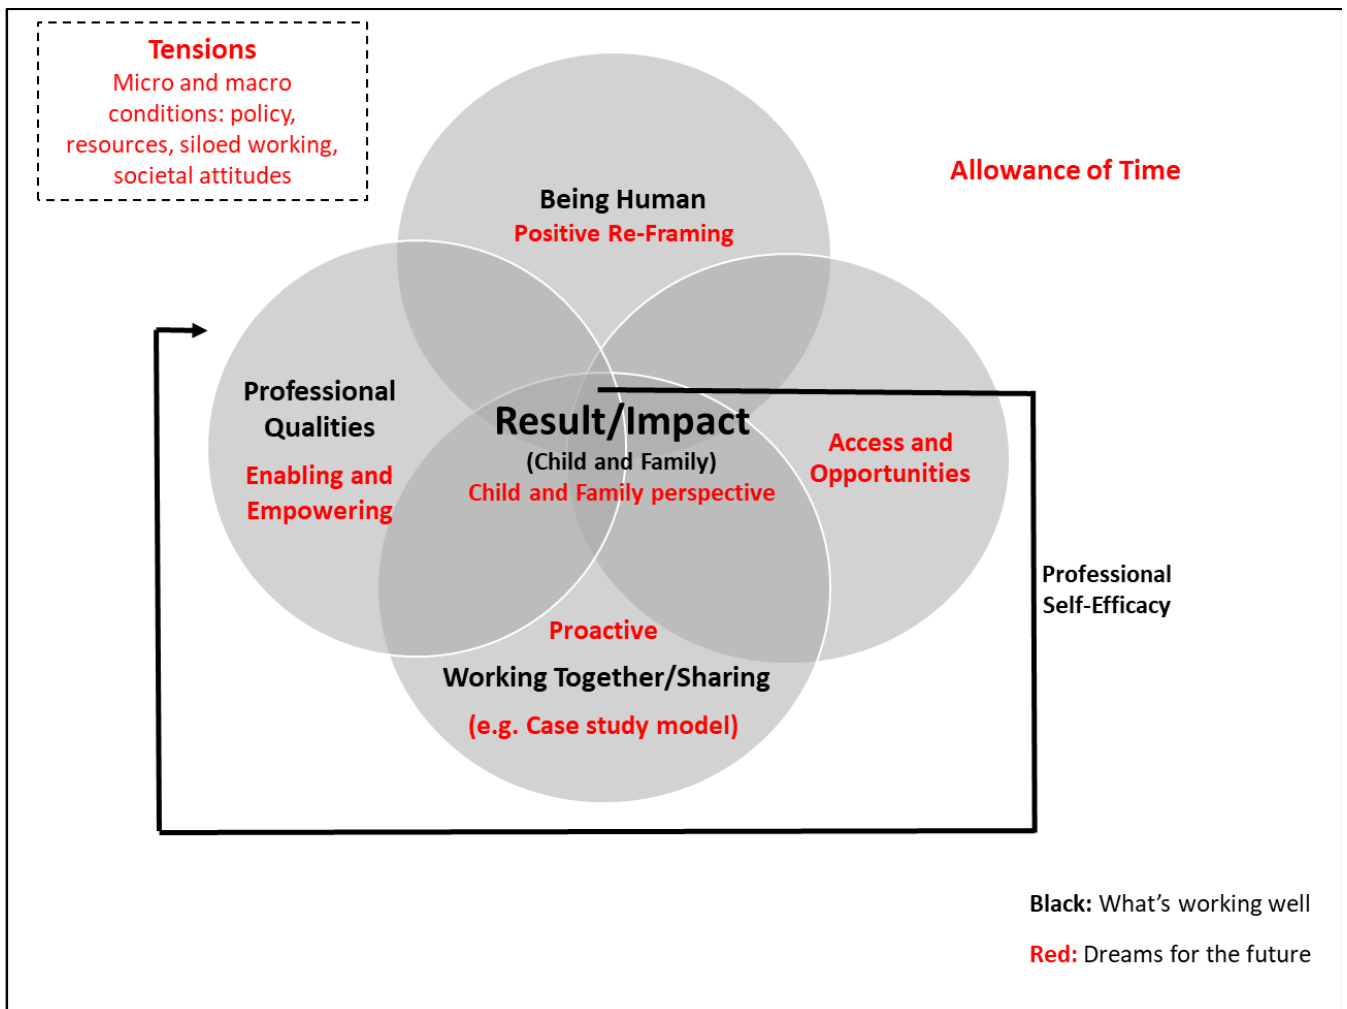 Tensions
Micro and macro
conditions: policy,
resources, siloed working,
societal attitudes
Allowance of Time
Being Human
Positive Re-Framing
Professional
Qualities
Enabling and
Empowering
Result/Impact
(Child and Family)
Child and Family perspective
Access and
Opportunities
Professional
Self-Efficacy
Proactive
Working Together/Sharing
(e.g. Case study model)
Black: What’s working well
Red: Dreams for the future